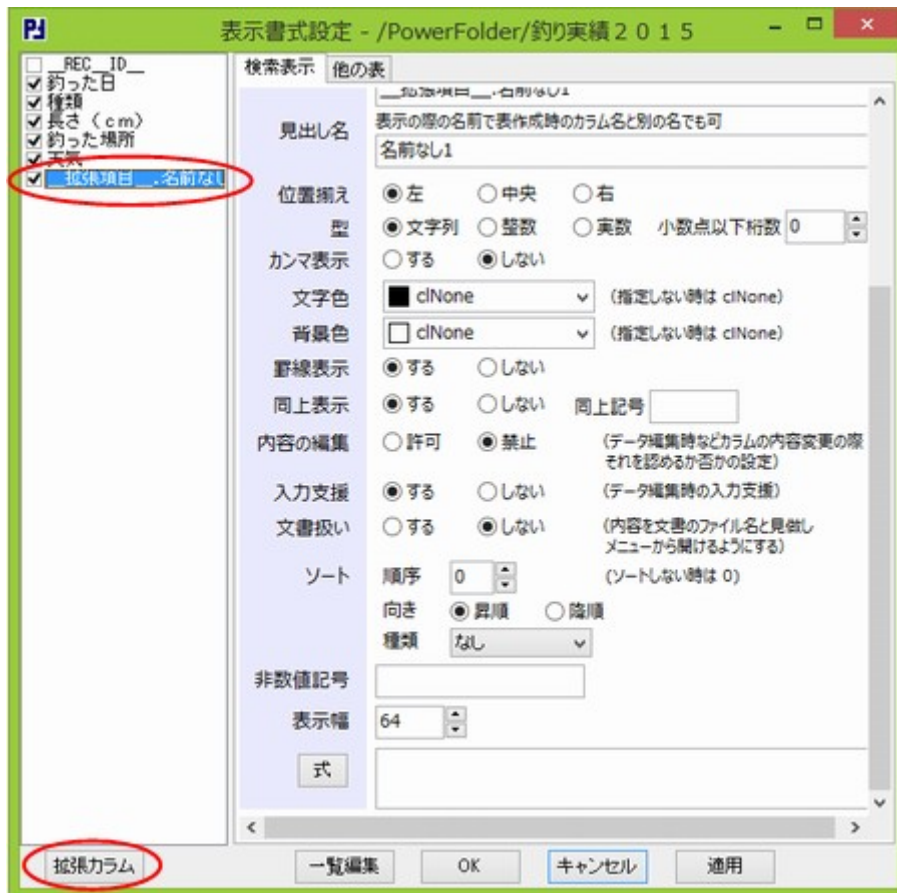 表示書式設定 - /PowerFolder/釣り実績２０１５
__REC__ID__
釣った日
種類
長さ（ｃｍ）
釣った場所
天気
__拡張項目__.名前なし
検索表示 他の表
__拡張項目__.名前なし1
見出し名 表示の際の名前で表作成時のカラム名と別の名でも可
名前なし1
位置揃え 左 中央 右
型 文字列 整数 実数 小数点以下桁数 0
カンマ表示 する しない
文字色 clNone (指定しない時は clNone)
背景色 clNone (指定しない時は clNone)
罫線表示 する しない
同上表示 する しない 同上記号
内容の編集 許可 禁止 (データ編集時などカラムの内容変更の際
それを認めるか否かの設定)
入力支援 する しない (データ編集時の入力支援)
文書扱い する しない (内容を文書のファイル名と見做し
メニューから開けるようにする)
ソート 順序 0 (ソートしない時は 0)
向き 昇順 降順
種類 なし
非数値記号
表示幅 64
式
拡張カラム 一覧編集 OK キャンセル 適用